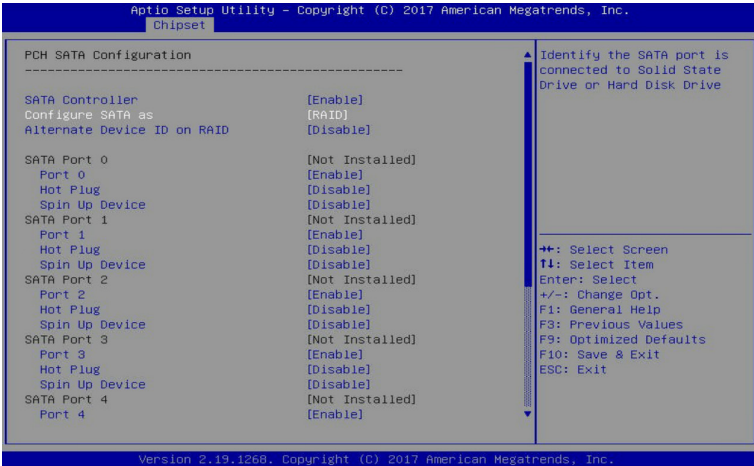 Aptio Setup Utility – Copyright (C) 2017 American Megatrends, Inc.
Chipset
PCH SATA Configuration
----------------------------------------------------
SATA Controller [Enable]
Configure SATA as [RAID]
Alternate Device ID on RAID [Disable]
SATA Port 0 [Not Installed]
Port 0 [Enable]
Hot Plug [Disable]
Spin Up Device [Disable]
SATA Port 1 [Not Installed]
Port 1 [Enable]
Hot Plug [Disable]
Spin Up Device [Disable]
SATA Port 2 [Not Installed]
Port 2 [Enable]
Hot Plug [Disable]
Spin Up Device [Disable]
SATA Port 3 [Not Installed]
Port 3 [Enable]
Hot Plug [Disable]
Spin Up Device [Disable]
SATA Port 4 [Not Installed]
Port 4 [Enable]
Identify the SATA port is
connected to Solid State
Drive or Hard Disk Drive
→←: Select Screen
↑↓: Select Item
Enter: Select
+/-: Change Opt.
F1: General Help
F3: Previous Values
F9: Optimized Defaults
F10: Save & Exit
ESC: Exit
Version 2.19.1268. Copyright (C) 2017 American Megatrends, Inc.